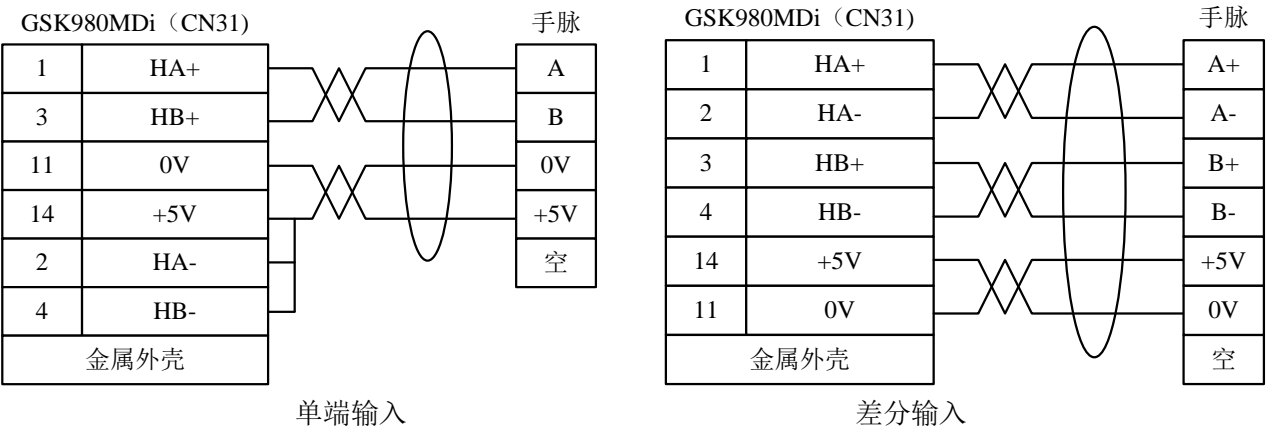 GSK980MDi（CN31) 手脉
1 HA+ A
3 HB+ B
11 0V 0V
14 +5V +5V
2 HA- 空
4 HB-
金属外壳
单端输入
GSK980MDi（CN31) 手脉
1 HA+ A+
2 HA- A-
3 HB+ B+
4 HB- B-
14 +5V +5V
11 0V 0V
金属外壳 空
差分输入